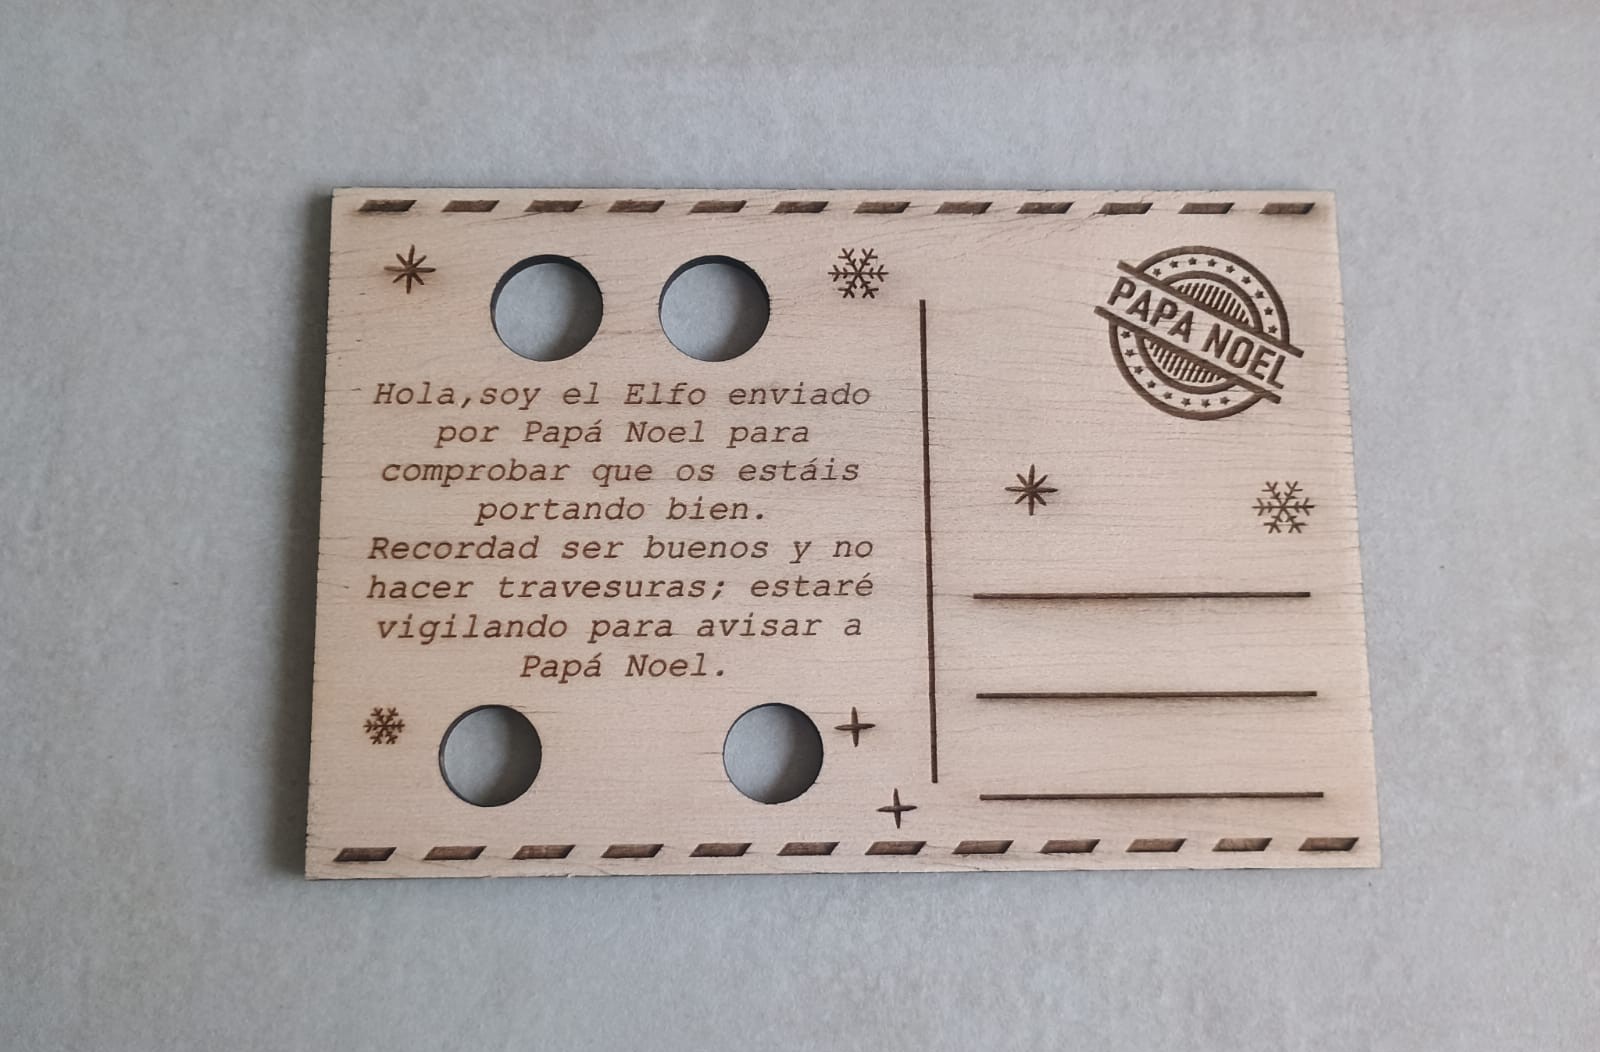 Hola,soy el Elfo enviado
por Papá Noel para
comprobar que os estáis
portando bien.
Recordad ser buenos y no
hacer travesuras; estaré
vigilando para avisar a
Papá Noel.
PAPA NOEL